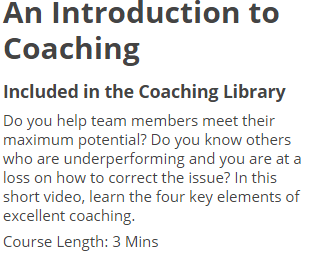 An Introduction to
Coaching
Included in the Coaching Library
Do you help team members meet their
maximum potential? Do you know others
who are underperforming and you are at a
loss on how to correct the issue? In this
short video, learn the four key elements of
excellent coaching.
Course Length: 3 Mins